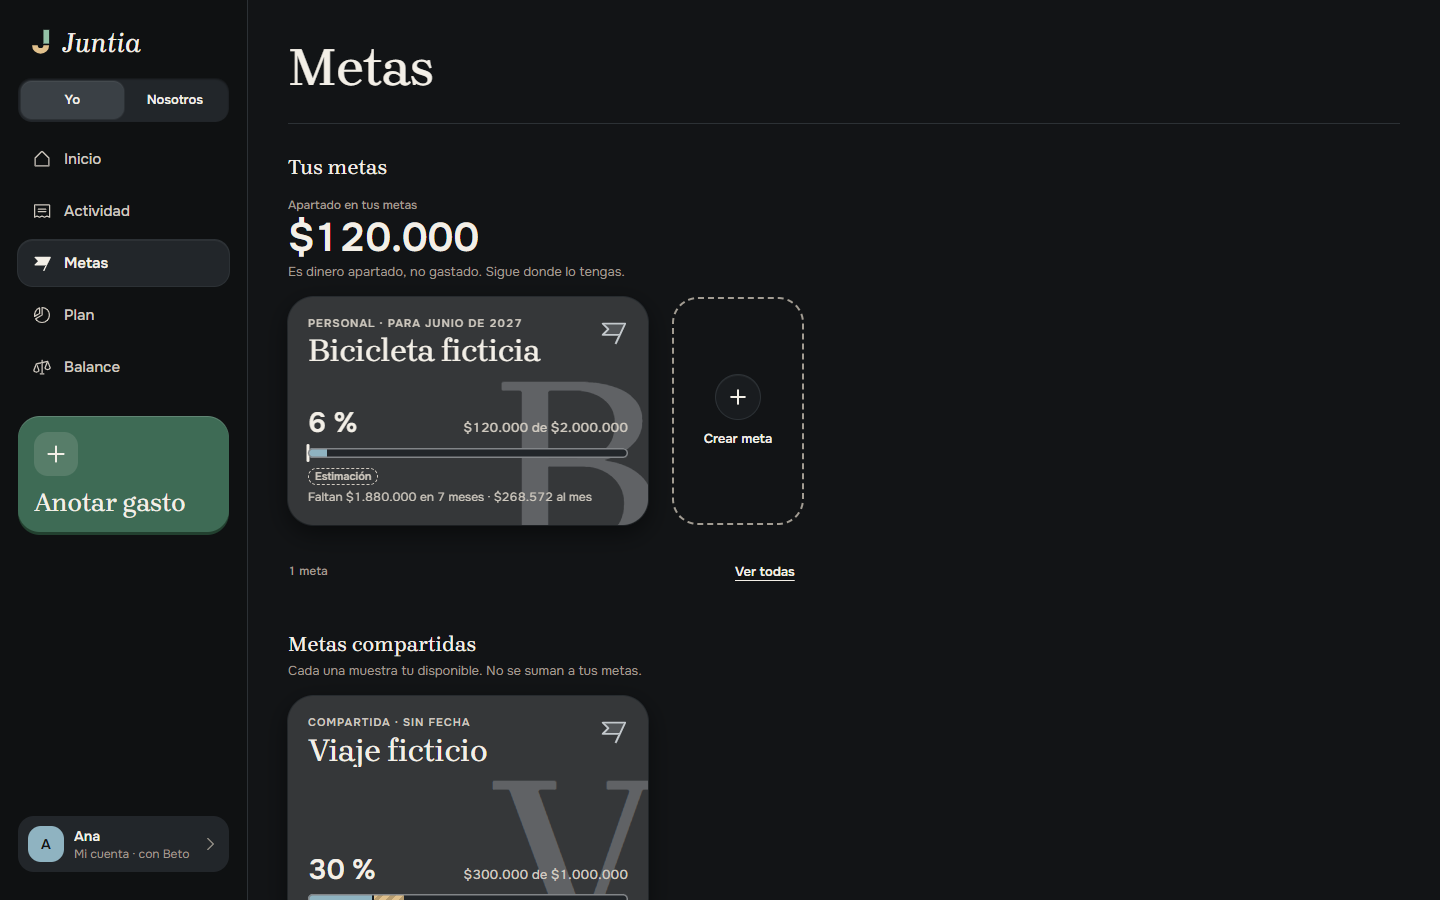 Juntia
Yo
Nosotros
Inicio
Actividad
Metas
Plan
Balance
Anotar gasto
A
Ana
Mi cuenta · con Beto
Metas
Tus metas
Apartado en tus metas
$120.000
Es dinero apartado, no gastado. Sigue donde lo tengas.
PERSONAL · PARA JUNIO DE 2027
Bicicleta ficticia
B
6 %
$120.000 de $2.000.000
Estimación
Faltan $1.880.000 en 7 meses · $268.572 al mes
Crear meta
1 meta
Ver todas
Metas compartidas
Cada una muestra tu disponible. No se suman a tus metas.
COMPARTIDA · SIN FECHA
Viaje ficticio
V
30 %
$300.000 de $1.000.000